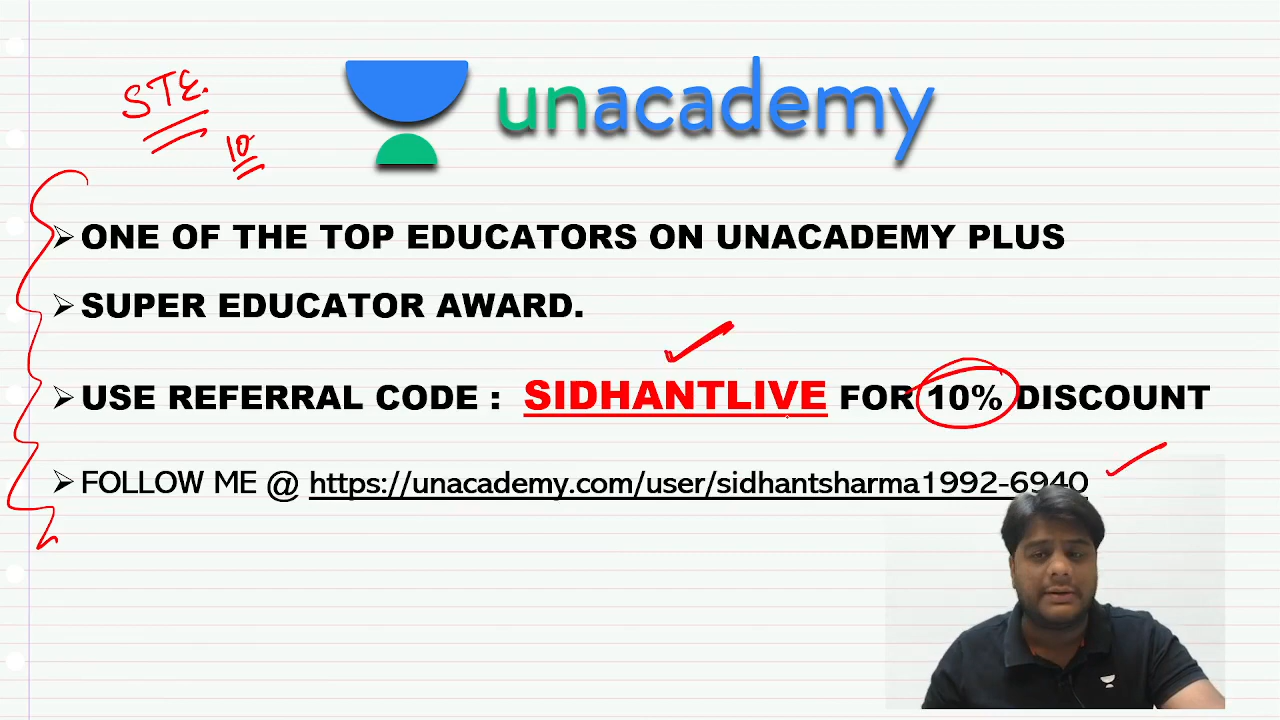 STE.
10
unacademy
ONE OF THE TOP EDUCATORS ON UNACADEMY PLUS
SUPER EDUCATOR AWARD.
USE REFERRAL CODE : SIDHANTLIVE FOR 10% DISCOUNT
FOLLOW ME @ https://unacademy.com/user/sidhantsharma1992-6940